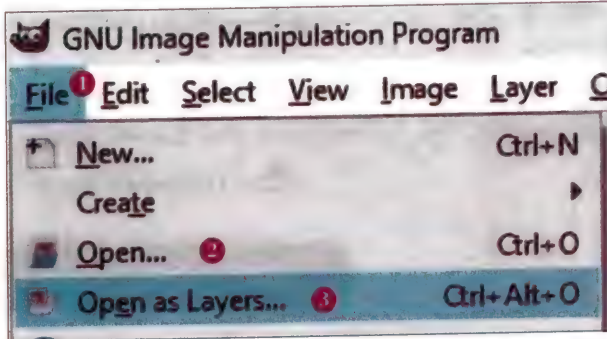 GNU Image Manipulation Program
File 1 Edit Select View Image Layer
New... Ctrl+N
Create
Open... 2 Ctrl+O
Open as Layers... 3 Ctrl+Alt+O